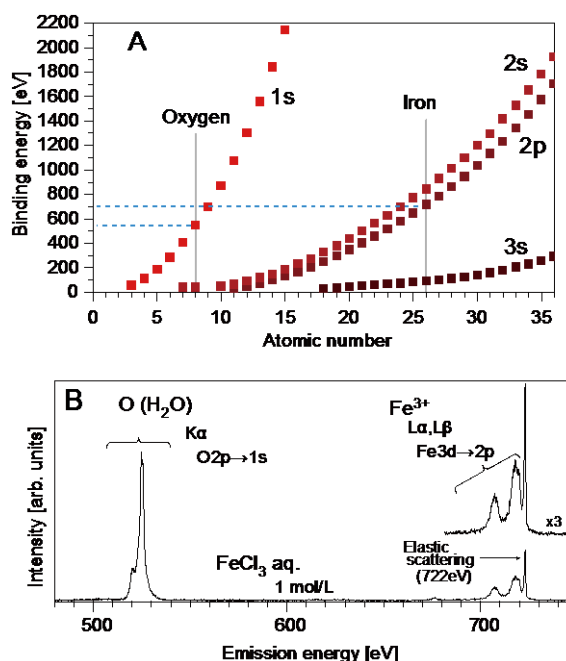 A
2200
2000
1800
1600
1400
1200
1000
800
600
400
200
0
Binding energy [eV]
1s
Oxygen
Iron
2s
2p
3s
0 5 10 15 20 25 30 35
Atomic number
B
O (H₂O)
Kα
O2p→1s
Fe³⁺
Lα,Lβ
Fe3d→2p
x3
Elastic
scattering
(722eV)
FeCl₃ aq.
1 mol/L
Intensity [arb. units]
500 600 700
Emission energy [eV]